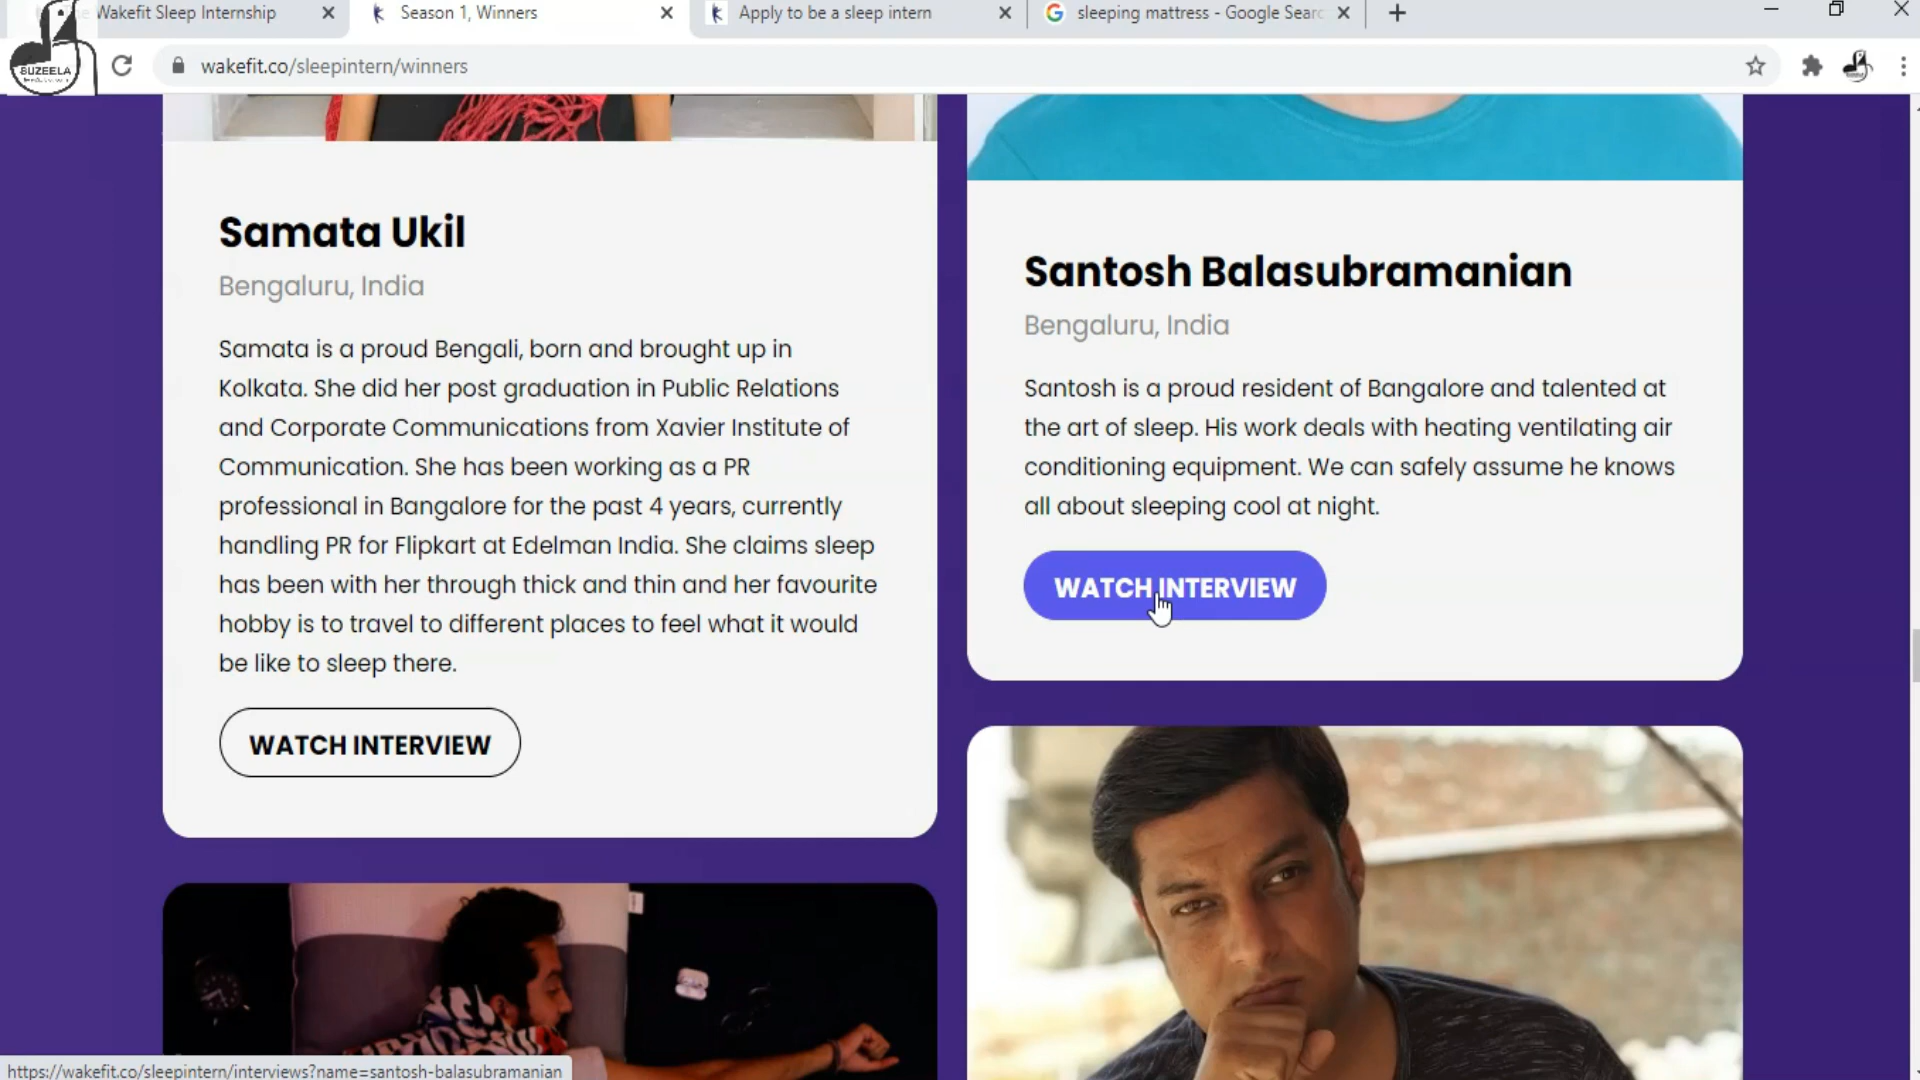 Wakefit Sleep Internship
Season 1, Winners
Apply to be a sleep intern
sleeping mattress - Google Searc
BUZEELA
wakefit.co/sleepintern/winners
Samata Ukil
Bengaluru, India
Samata is a proud Bengali, born and brought up in
Kolkata. She did her post graduation in Public Relations
and Corporate Communications from Xavier Institute of
Communication. She has been working as a PR
professional in Bangalore for the past 4 years, currently
handling PR for Flipkart at Edelman India. She claims sleep
has been with her through thick and thin and her favourite
hobby is to travel to different places to feel what it would
be like to sleep there.
WATCH INTERVIEW
Santosh Balasubramanian
Bengaluru, India
Santosh is a proud resident of Bangalore and talented at
the art of sleep. His work deals with heating ventilating air
conditioning equipment. We can safely assume he knows
all about sleeping cool at night.
WATCH INTERVIEW
https://wakefit.co/sleepintern/interviews?name=santosh-balasubramanian